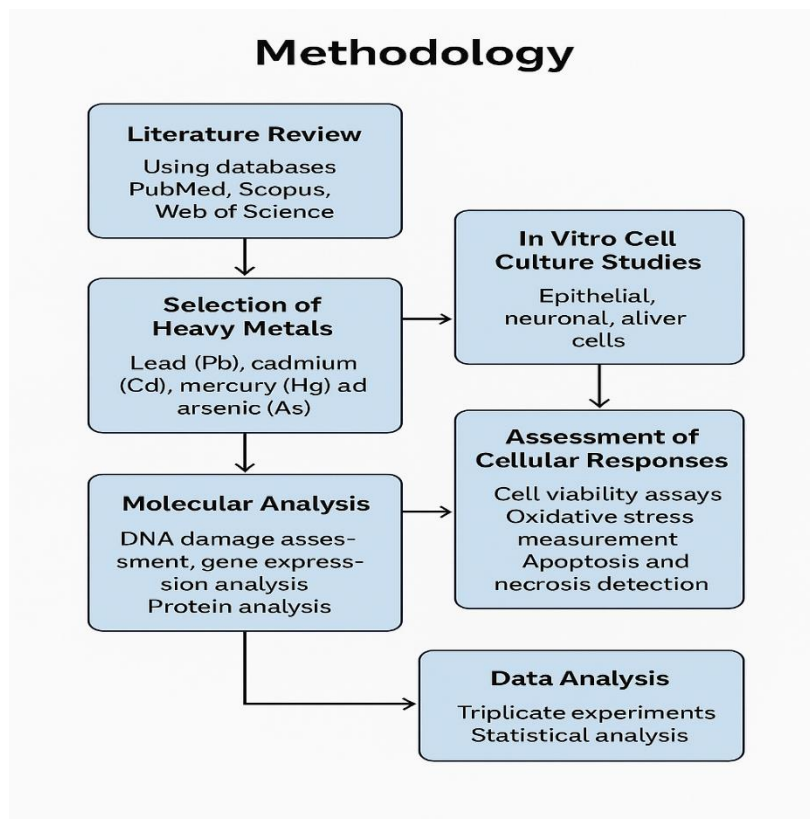 Methodology
Literature Review
Using databases
PubMed, Scopus,
Web of Science
Selection of
Heavy Metals
Lead (Pb), cadmium
(Cd), mercury (Hg) ad
arsenic (As)
Molecular Analysis
DNA damage asses-
sment, gene express-
sion analysis
Protein analysis
In Vitro Cell
Culture Studies
Epithelial,
neuronal, aliver
cells
Assessment of
Cellular Responses
Cell viability assays
Oxidative stress
measurement
Apoptosis and
necrosis detection
Data Analysis
Triplicate experiments
Statistical analysis